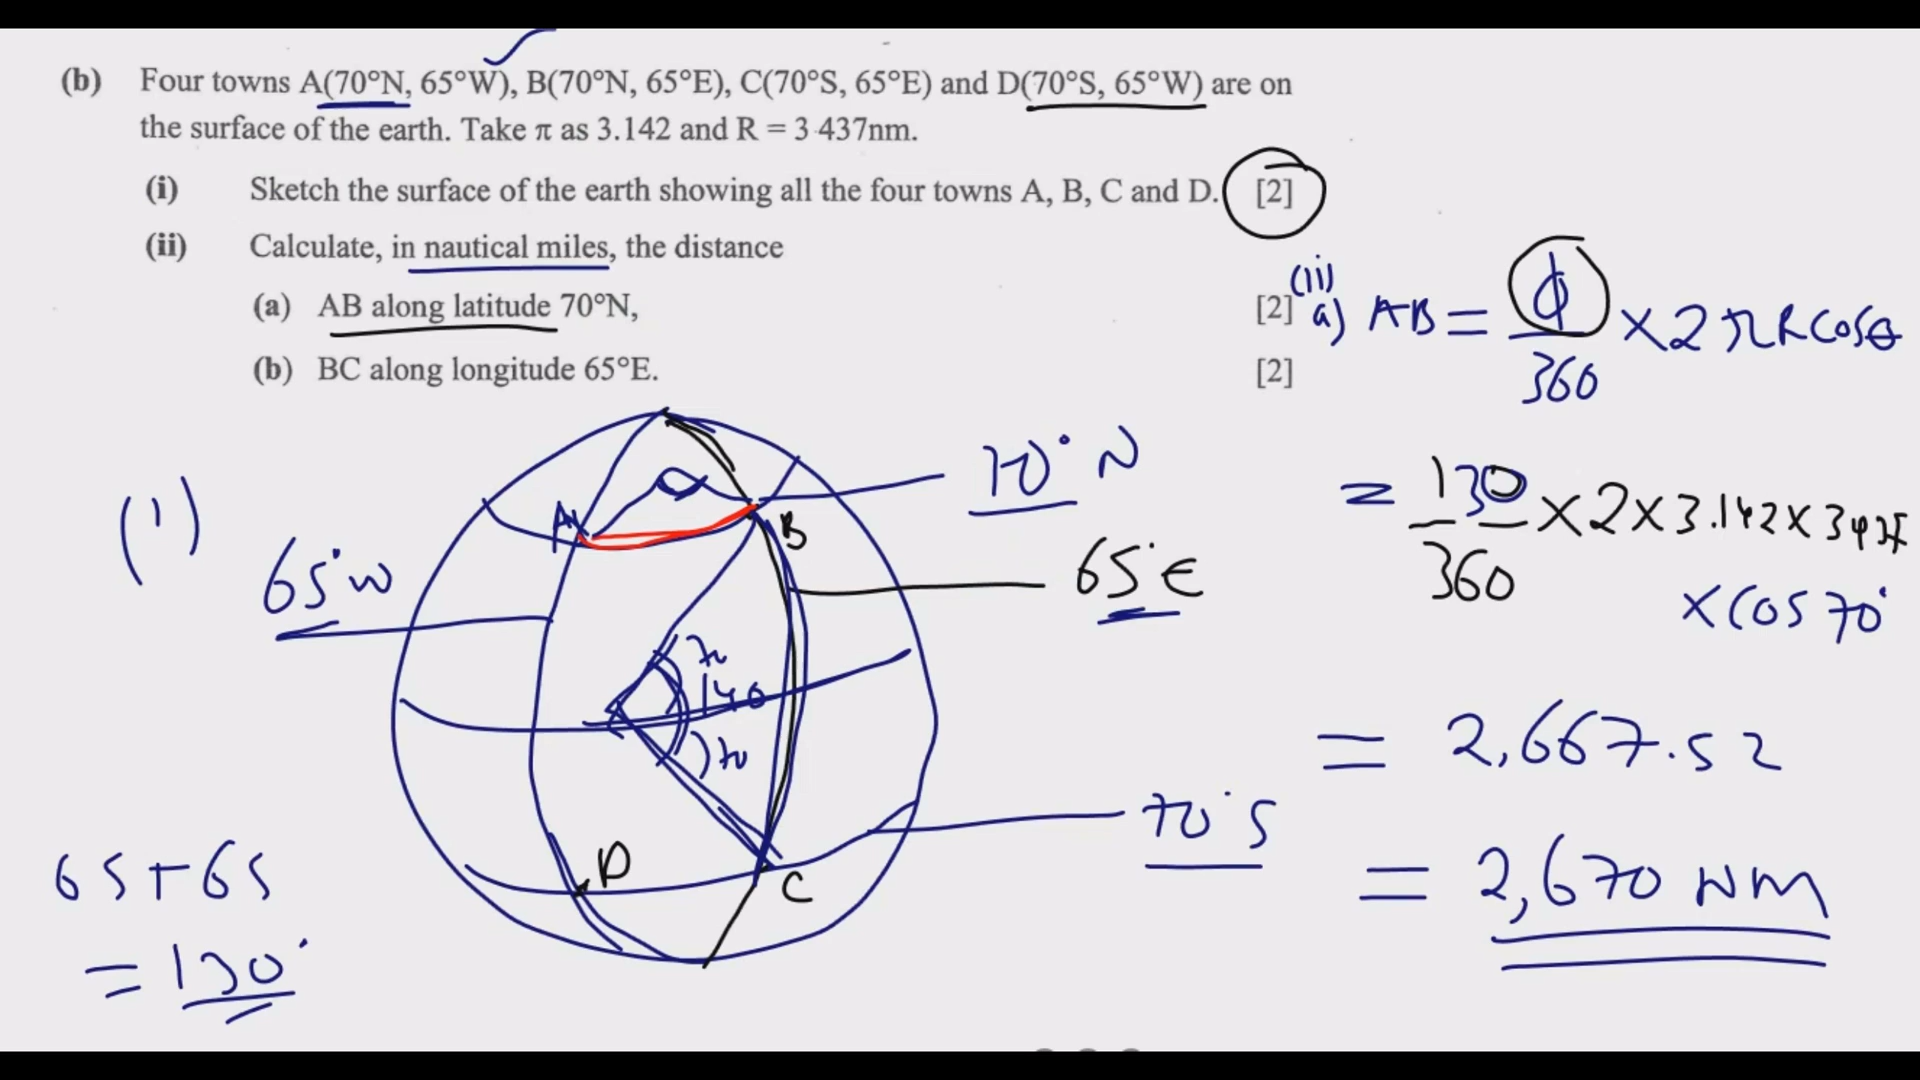 (b) Four towns A(70°N, 65°W), B(70°N, 65°E), C(70°S, 65°E) and D(70°S, 65°W) are on
the surface of the earth. Take π as 3.142 and R = 3 437nm.
(i) Sketch the surface of the earth showing all the four towns A, B, C and D. [2]
(ii) Calculate, in nautical miles, the distance
(a) AB along latitude 70°N, [2]
(b) BC along longitude 65°E. [2]
(ii)
a) AB = ϕ/360 × 2πRcosθ
= 130/360 × 2 × 3.142 × 3437
× cos 70°
= 2,667.52
= 2,670 NM
(i)
70° N
A
B
65° W
65° E
70
140
70
70° S
D
C
65+65
= 130°